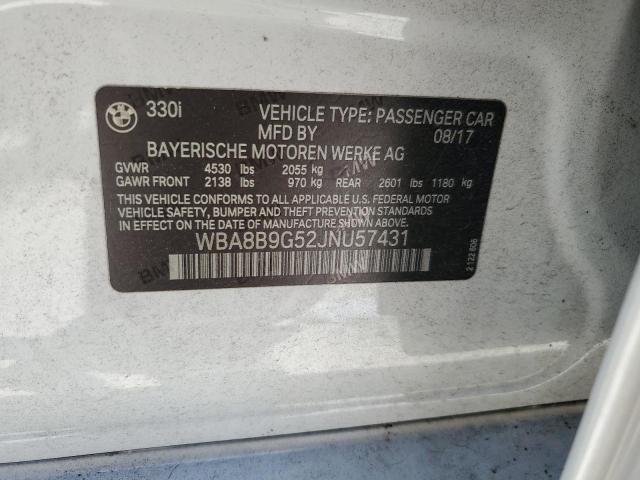 BMW 330i VEHICLE TYPE: PASSENGER CAR
MFD BY 08/17
BAYERISCHE MOTOREN WERKE AG
GVWR 4530 lbs 2055 kg
GAWR FRONT 2138 lbs 970 kg REAR 2601 lbs 1180 kg
THIS VEHICLE CONFORMS TO ALL APPLICABLE U.S. FEDERAL MOTOR
VEHICLE SAFETY, BUMPER AND THEFT PREVENTION STANDARDS
IN EFFECT ON THE DATE OF MANUFACTURE SHOWN ABOVE.
WBA8B9G52JNU57431
2122606